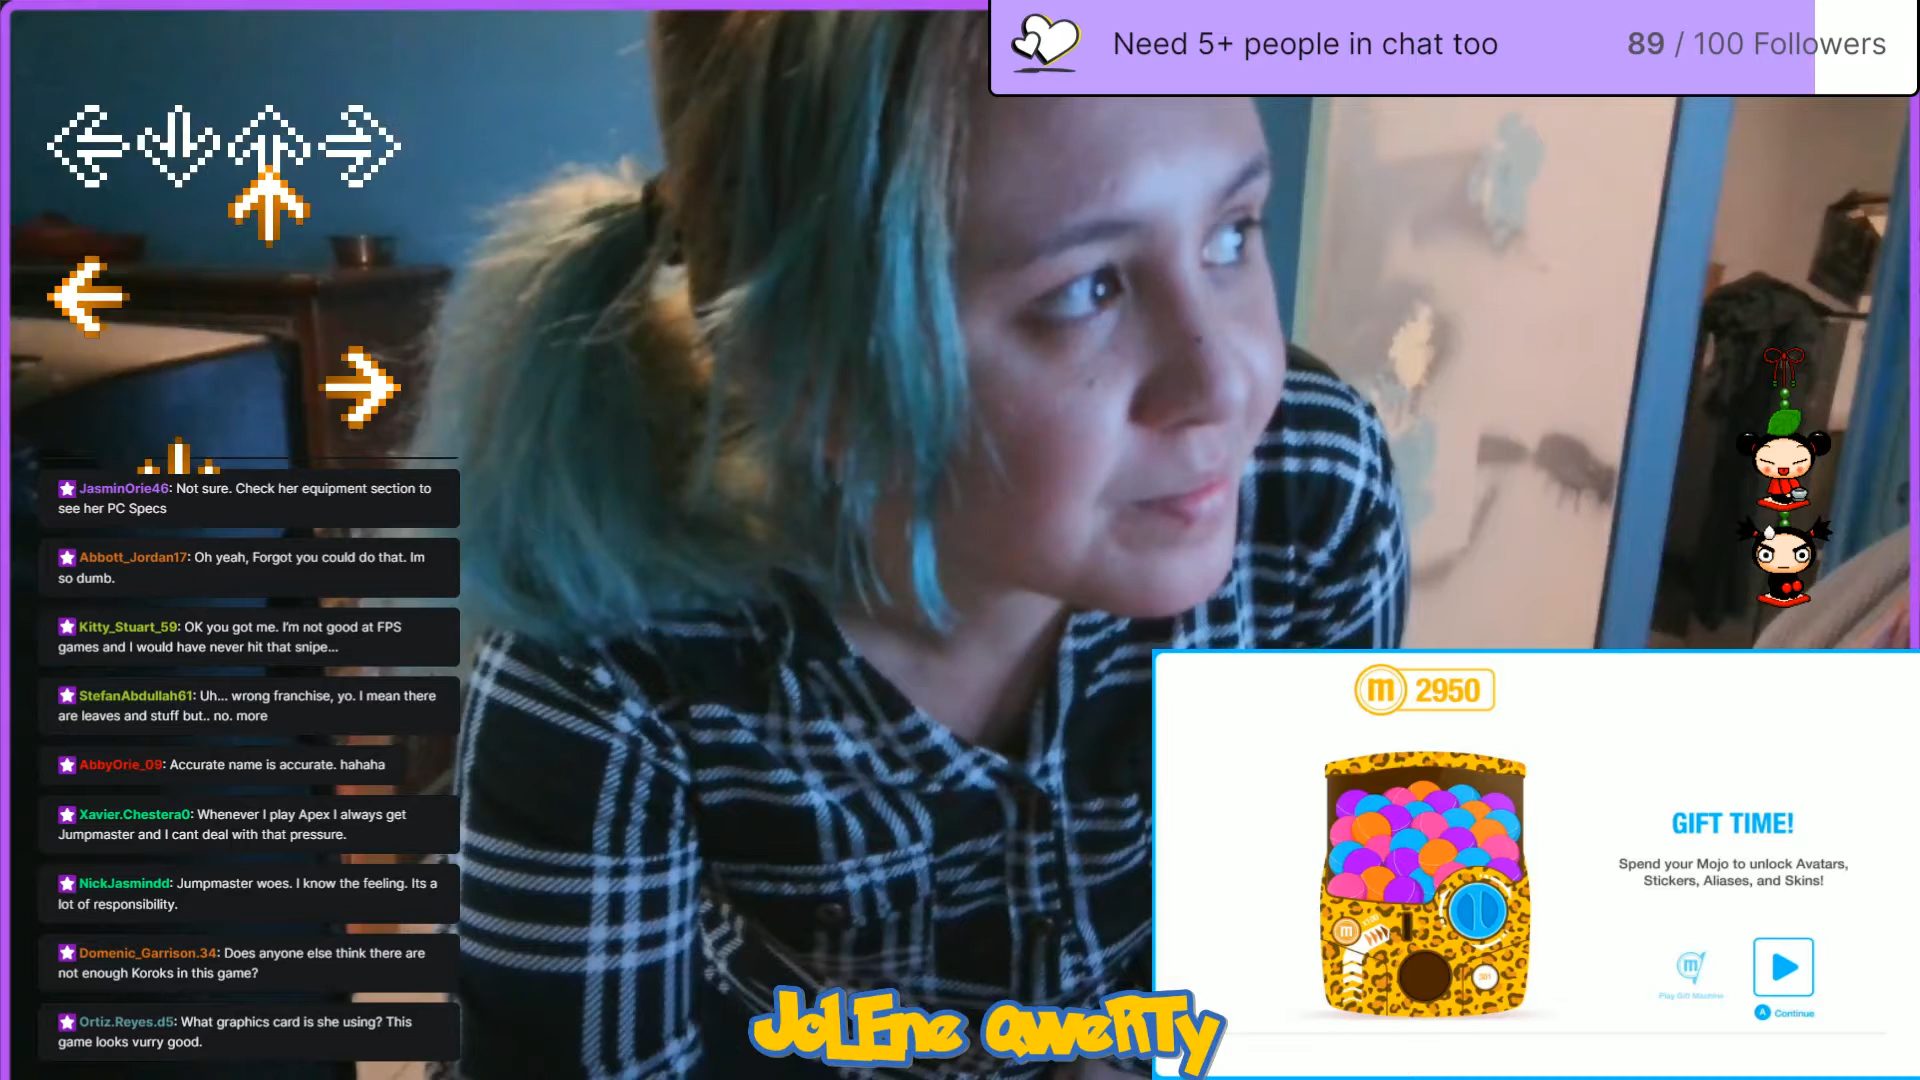 Need 5+ people in chat too
89 / 100 Followers
JasminOrie46: Not sure. Check her equipment section to
see her PC Specs
Abbott_Jordan17: Oh yeah, Forgot you could do that. Im
so dumb.
Kitty_Stuart_59: OK you got me. I'm not good at FPS
games and I would have never hit that snipe...
StefanAbdullah61: Uh... wrong franchise, yo. I mean there
are leaves and stuff but.. no. more
AbbyOrie_09: Accurate name is accurate. hahaha
Xavier.Chestera0: Whenever I play Apex I always get
Jumpmaster and I cant deal with that pressure.
NickJasmindd: Jumpmaster woes. I know the feeling. Its a
lot of responsibility.
Domenic_Garrison.34: Does anyone else think there are
not enough Koroks in this game?
Ortiz.Reyes.d5: What graphics card is she using? This
game looks vurry good.
JoLEne QweRTy
m 2950
GIFT TIME!
Spend your Mojo to unlock Avatars,
Stickers, Aliases, and Skins!
m
x100
301
m
Play Gift Machine
A Continue